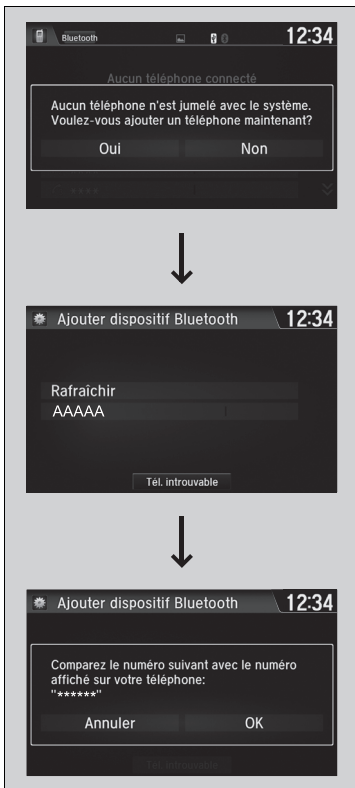 Bluetooth 0 12:34
Aucun téléphone connecté
Aucun téléphone n'est jumelé avec le système.
Voulez-vous ajouter un téléphone maintenant?
Oui Non
Ajouter dispositif Bluetooth 12:34
Rafraîchir
AAAAA
Tél. introuvable
Ajouter dispositif Bluetooth 12:34
Comparez le numéro suivant avec le numéro
affiché sur votre téléphone:
"******"
Annuler OK
Tél. introuvable